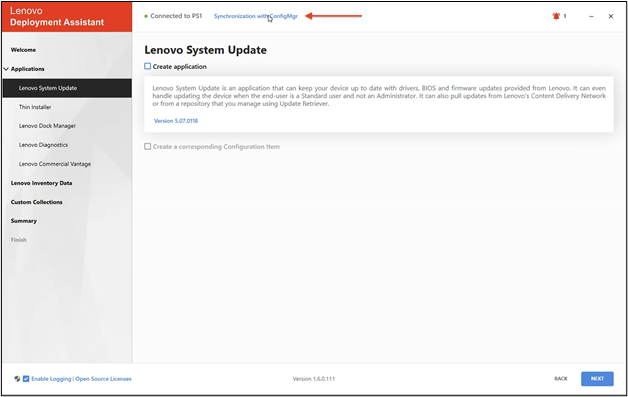 Lenovo
Deployment Assistant
Connected to PS1
Synchronization with ConfigMgr
1
Welcome
Applications
Lenovo System Update
Thin Installer
Lenovo Dock Manager
Lenovo Diagnostics
Lenovo Commercial Vantage
Lenovo Inventory Data
Custom Collections
Summary
Finish
Lenovo System Update
Create application
Lenovo System Update is an application that can keep your device up to date with drivers, BIOS and firmware updates provided from Lenovo. It can even
handle updating the device when the end-user is a Standard user and not an Administrator. It can also pull updates from Lenovo's Content Delivery Network
or from a repository that you manage using Update Retriever.
Version 5.07.0118
Create a corresponding Configuration Item
Enable Logging | Open Source Licenses
Version 1.6.0.111
BACK
NEXT